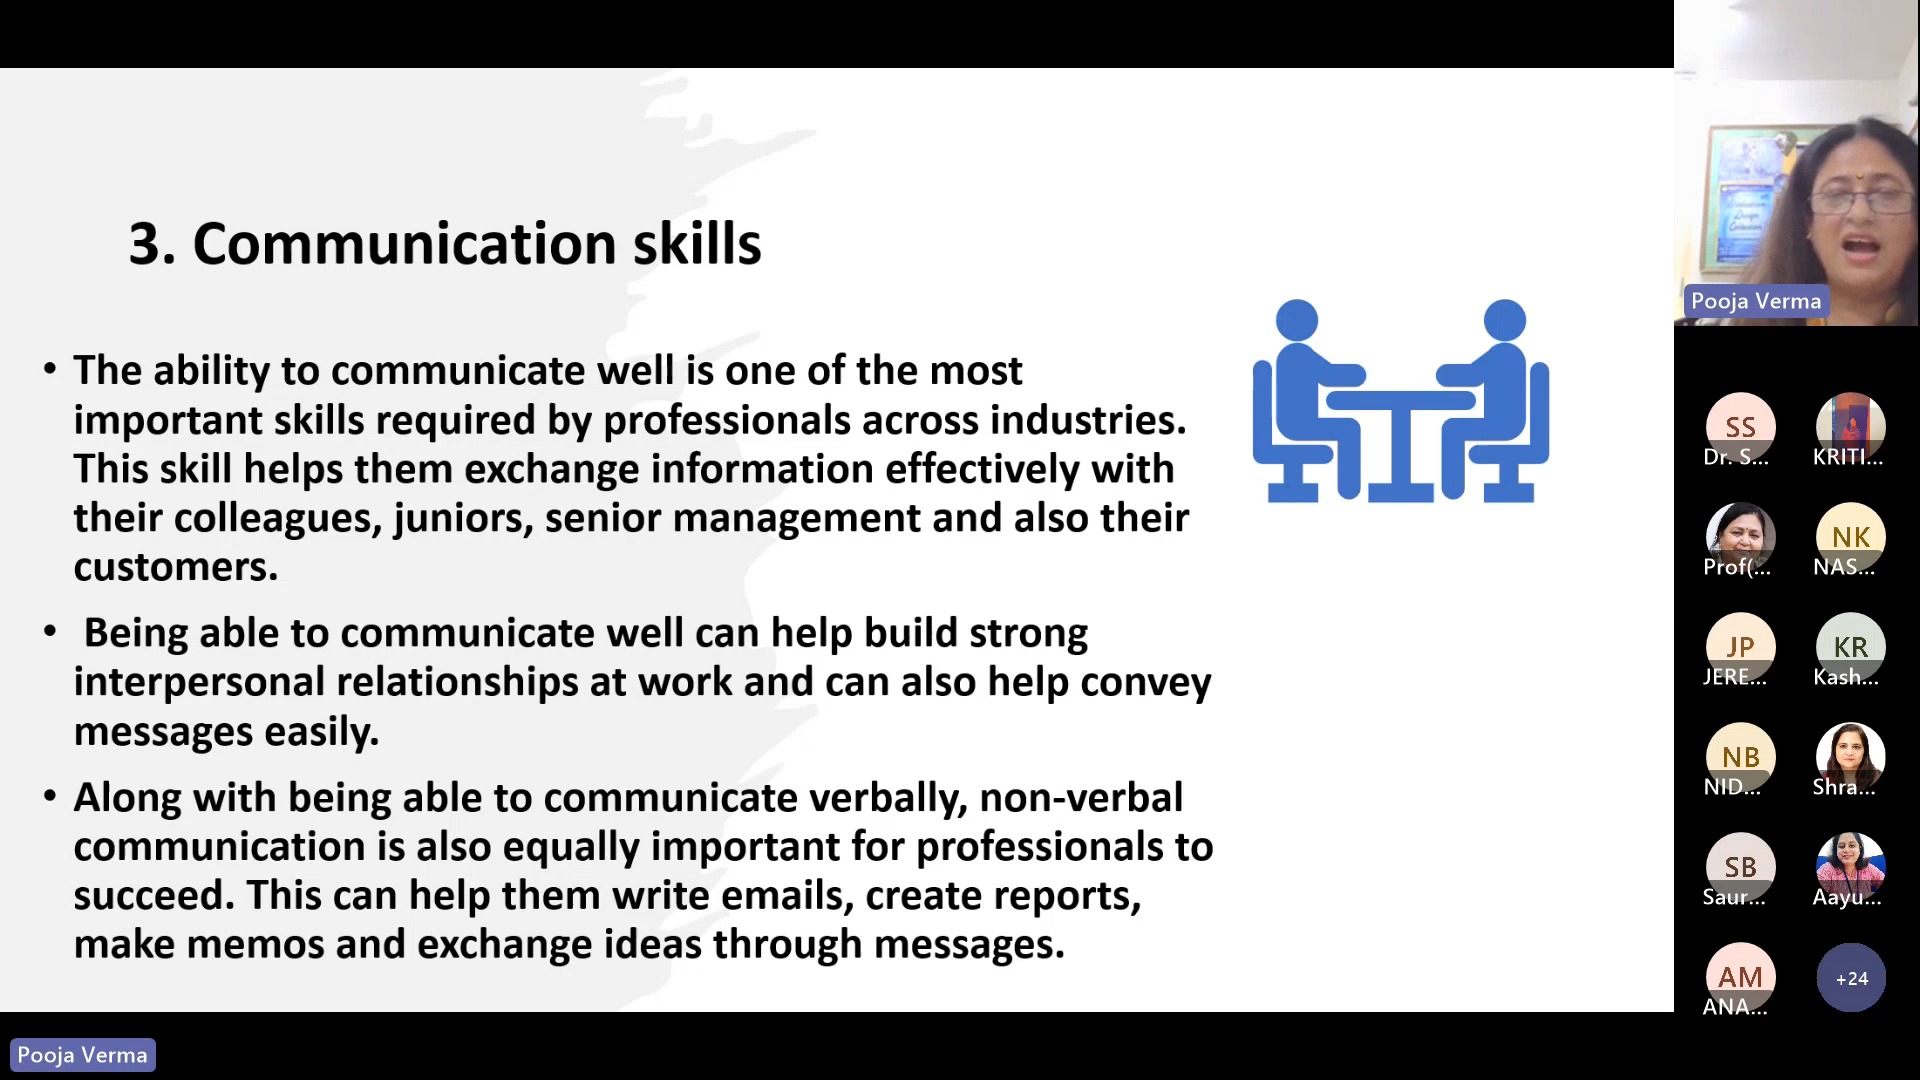 3. Communication skills
• The ability to communicate well is one of the most
important skills required by professionals across industries.
This skill helps them exchange information effectively with
their colleagues, juniors, senior management and also their
customers.
• Being able to communicate well can help build strong
interpersonal relationships at work and can also help convey
messages easily.
• Along with being able to communicate verbally, non-verbal
communication is also equally important for professionals to
succeed. This can help them write emails, create reports,
make memos and exchange ideas through messages.
Pooja Verma
Pooja Verma
SS
Dr. S...
KRITI...
Prof(...
NK
NAS...
JP
JERE...
KR
Kash...
NB
NID...
Shra...
SB
Saur...
Aayu...
AM
ANA...
+24